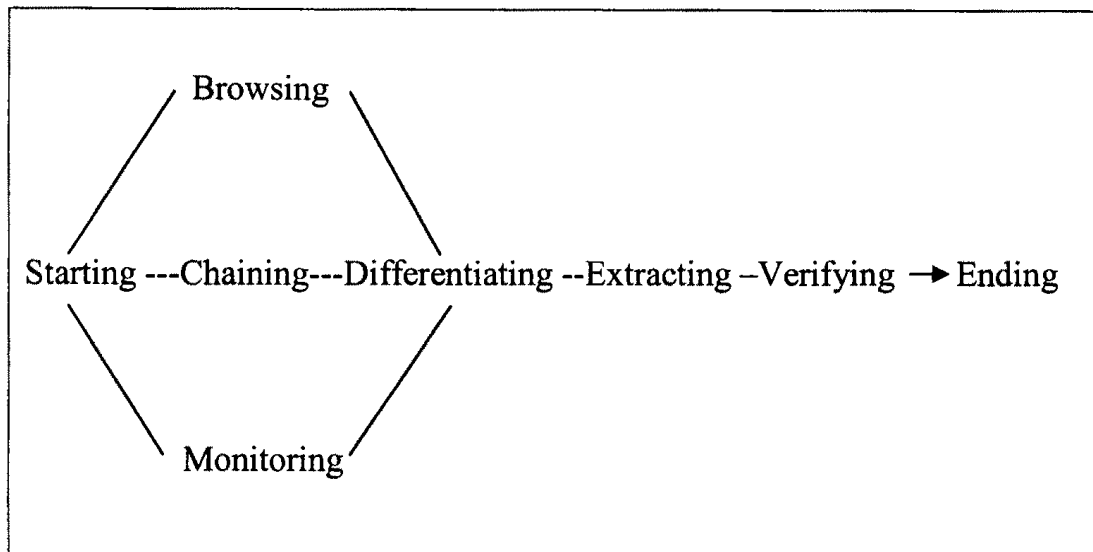 Browsing
Starting ---Chaining---Differentiating --Extracting –Verifying → Ending
Monitoring